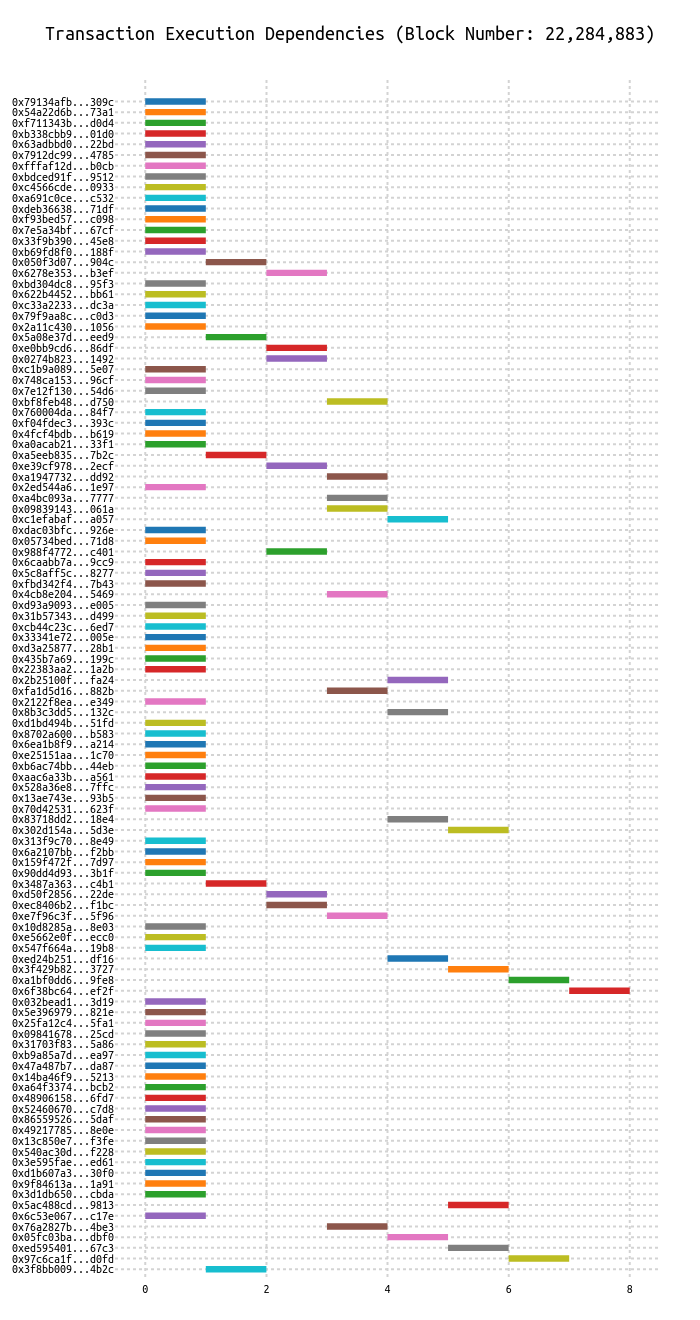 Transaction Execution Dependencies (Block Number: 22,284,883)
0x79134afb...309c
0x54a22d6b...73a1
0xf711343b...d0d4
0xb338cbb9...01d0
0x63adbbd0...22bd
0x7912dc99...4785
0xfffaf12d...b0cb
0xbdced91f...9512
0xc4566cde...0933
0xa691c0ce...c532
0xdeb36638...71df
0xf93bed57...c098
0x7e5a34bf...67cf
0x33f9b390...45e8
0xb69fd8f0...188f
0x050f3d07...904c
0x6278e353...b3ef
0xbd304dc8...95f3
0x622b4452...bb61
0xc33a2233...dc3a
0x79f9aa8c...c0d3
0x2a11c430...1056
0x5a08e37d...eed9
0xe0bb9cd6...86df
0x0274b823...1492
0xc1b9a089...5e07
0x748ca153...96cf
0x7e12f130...54d6
0xbf8feb48...d750
0x760004da...84f7
0xf04fdec3...393c
0x4fcf4bdb...b619
0xa0acab21...33f1
0xa5eeb835...7b2c
0xe39cf978...2ecf
0xa1947732...dd92
0x2ed544a6...1e97
0xa4bc093a...7777
0x09839143...061a
0xc1efabaf...a057
0xdac03bfc...926e
0x05734bed...71d8
0x988f4772...c401
0x6caabb7a...9cc9
0x5c8aff5c...8277
0xfbd342f4...7b43
0x4cb8e204...5469
0xd93a9093...e005
0x31b57343...d499
0xcb44c23c...6ed7
0x33341e72...005e
0xd3a25877...28b1
0x435b7a69...199c
0x22383aa2...1a2b
0x2b25100f...fa24
0xfa1d5d16...882b
0x2122f8ea...e349
0x8b3c3dd5...132c
0xd1bd494b...51fd
0x8702a600...b583
0x6ea1b8f9...a214
0xe25151aa...1c70
0xb6ac74bb...44eb
0xaac6a33b...a561
0x528a36e8...7ffc
0x13ae743e...93b5
0x70d42531...623f
0x83718dd2...18e4
0x302d154a...5d3e
0x313f9c70...8e49
0x6a2107bb...f2bb
0x159f472f...7d97
0x90dd4d93...3b1f
0x3487a363...c4b1
0xd50f2856...22de
0xec8406b2...f1bc
0xe7f96c3f...5f96
0x10d8285a...8e03
0xe5662e0f...ecc0
0x547f664a...19b8
0xed24b251...df16
0x3f429b82...3727
0xa1bf0dd6...9fe8
0x6f38bc64...ef2f
0x032bead1...3d19
0x5e396979...821e
0x25fa12c4...5fa1
0x09841678...25cd
0x31703f83...5a86
0xb9a85a7d...ea97
0x47a487b7...da87
0x14ba46f9...5213
0xa64f3374...bcb2
0x48906158...6fd7
0x52460670...c7d8
0x86559526...5daf
0x49217785...8e0e
0x13c850e7...f3fe
0x540ac30d...f228
0x3e595fae...ed61
0xd1b607a3...30f0
0x9f84613a...1a91
0x3d1db650...cbda
0x5ac488cd...9813
0x6c53e067...c17e
0x76a2827b...4be3
0x05fc03ba...dbf0
0xed595401...67c3
0x97c6ca1f...d0fd
0x3f8bb009...4b2c
0 2 4 6 8